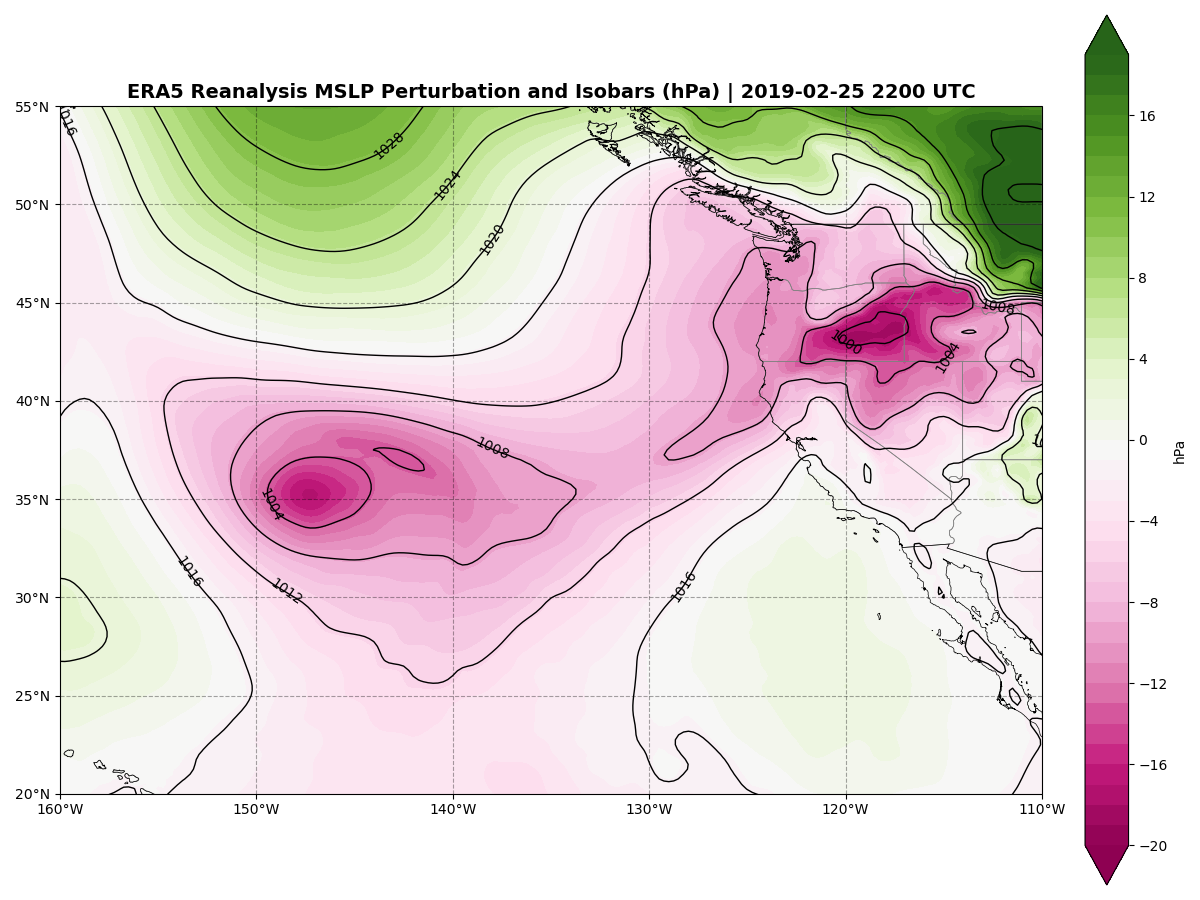 ERA5 Reanalysis MSLP Perturbation and Isobars (hPa) | 2019-02-25 2200 UTC
55°N
50°N
45°N
40°N
35°N
30°N
25°N
20°N
160°W
150°W
140°W
130°W
120°W
110°W
1016
1028
1024
1020
1008
1000
1004
1008
1004
1016
1012
1016
16
12
8
4
0
−4
−8
−12
−16
−20
hPa